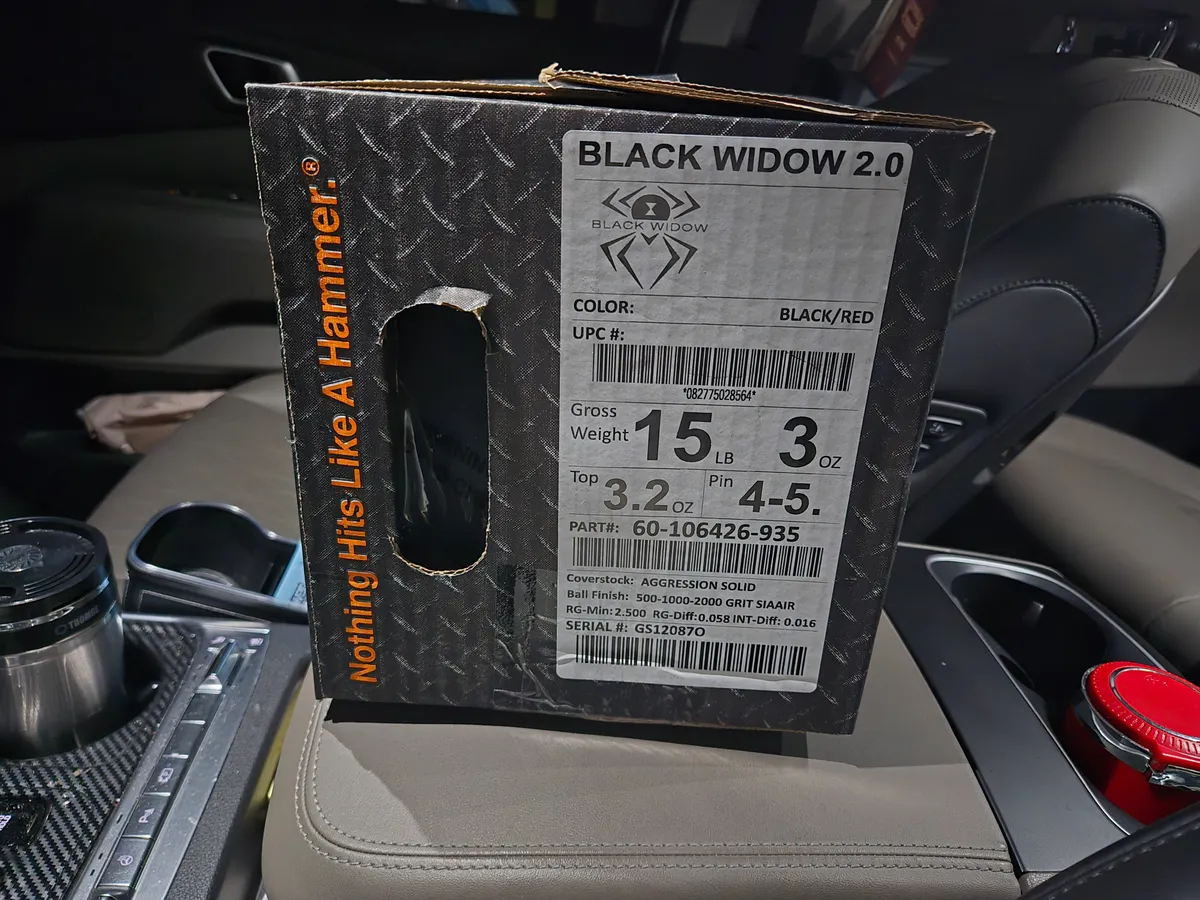 Nothing Hits Like A Hammer.®
BLACK WIDOW 2.0
BLACK WIDOW
COLOR: BLACK/RED
UPC #:
*082775028564*
Gross Weight 15 LB 3 OZ
Top 3.2 OZ Pin 4-5.
PART#: 60-106426-935
Coverstock: AGGRESSION SOLID
Ball Finish: 500-1000-2000 GRIT SIAAIR
RG-Min:2.500 RG-Diff:0.058 INT-Diff: 0.016
SERIAL #: GS12087O
THERMOS